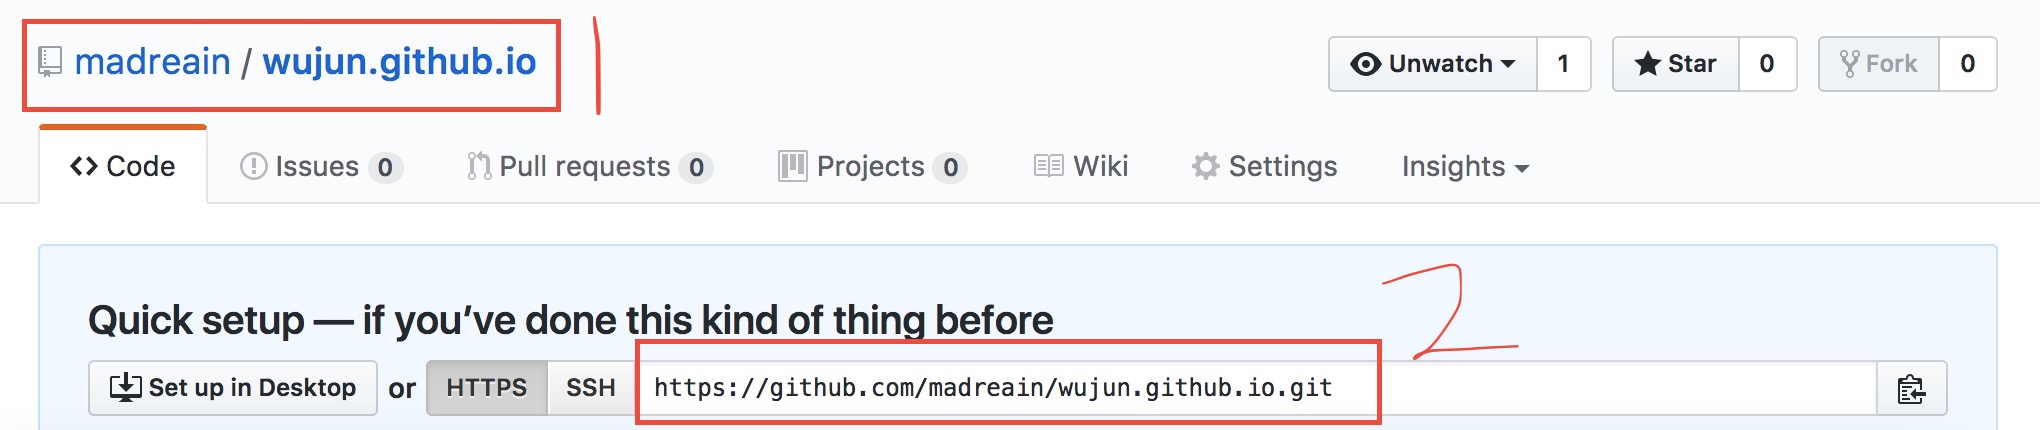 madreain / wujun.github.io 1
Unwatch 1 Star 0 Fork 0
Code Issues 0 Pull requests 0 Projects 0 Wiki Settings Insights
Quick setup — if you’ve done this kind of thing before
2
Set up in Desktop or HTTPS SSH https://github.com/madreain/wujun.github.io.git